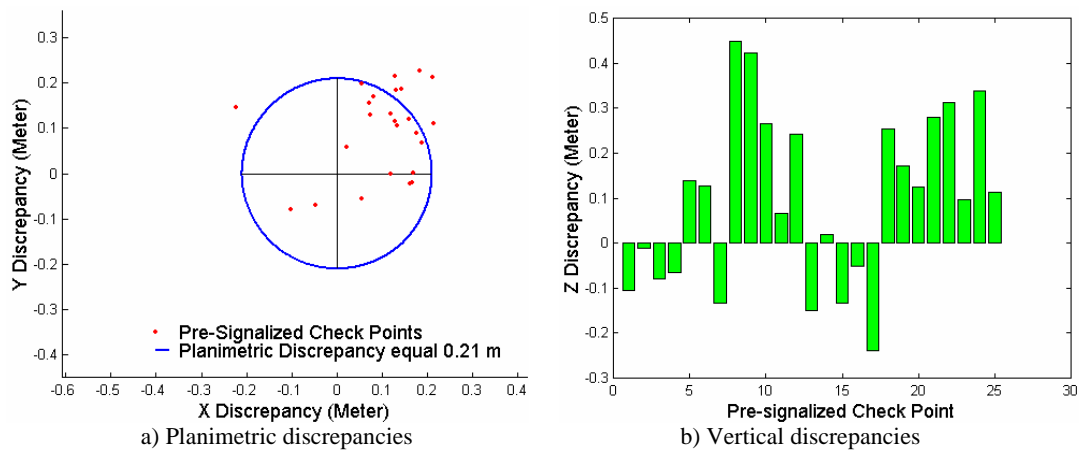 0.3
0.2
0.1
0
-0.1
-0.2
-0.3
-0.4
Y Discrepancy (Meter)
Pre-Signalized Check Points
Planimetric Discrepancy equal 0.21 m
-0.6 -0.5 -0.4 -0.3 -0.2 -0.1 0 0.1 0.2 0.3 0.4
X Discrepancy (Meter)
a) Planimetric discrepancies
0.5
0.4
0.3
0.2
0.1
0
-0.1
-0.2
-0.3
Z Discrepancy (Meter)
0 5 10 15 20 25 30
Pre-signalized Check Point
b) Vertical discrepancies